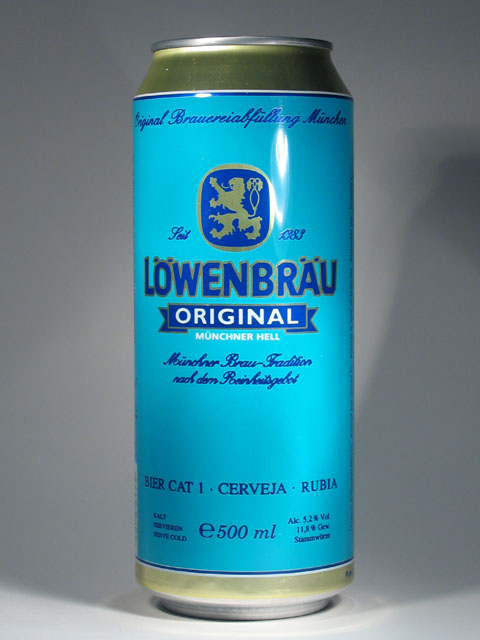 Original Brauereiabfüllung München
Seit 1383
LÖWENBRÄU
ORIGINAL
MÜNCHNER HELL
Münchner Brau-Tradition
nach dem Reinheitsgebot
BIER CAT 1 · CERVEJA · RUBIA
KALT
SERVIEREN
SERVE COLD
℮ 500 ml
Alc. 5,2 % Vol.
11,8 % Gew.
Stammwürze